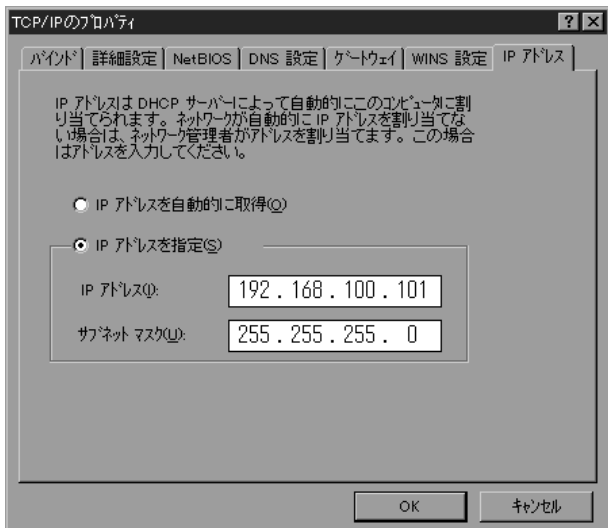 TCP/IPのﾌﾟﾛﾊﾟﾃｨ
ﾊﾞｲﾝﾄﾞ 詳細設定 NetBIOS DNS 設定 ｹﾞｰﾄｳｪｲ WINS 設定 IP ｱﾄﾞﾚｽ
IP ｱﾄﾞﾚｽは DHCP ｻｰﾊﾞｰによって自動的にこのｺﾝﾋﾟｭｰﾀに割
り当てられます。ﾈｯﾄﾜｰｸが自動的に IP ｱﾄﾞﾚｽを割り当てな
い場合は、ﾈｯﾄﾜｰｸ管理者がｱﾄﾞﾚｽを割り当てます。この場合
はｱﾄﾞﾚｽを入力してください。
IP ｱﾄﾞﾚｽを自動的に取得(O)
IP ｱﾄﾞﾚｽを指定(S)
IP ｱﾄﾞﾚｽ(I): 192 . 168 . 100 . 101
ｻﾌﾞﾈｯﾄ ﾏｽｸ(U): 255 . 255 . 255 . 0
OK ｷｬﾝｾﾙ